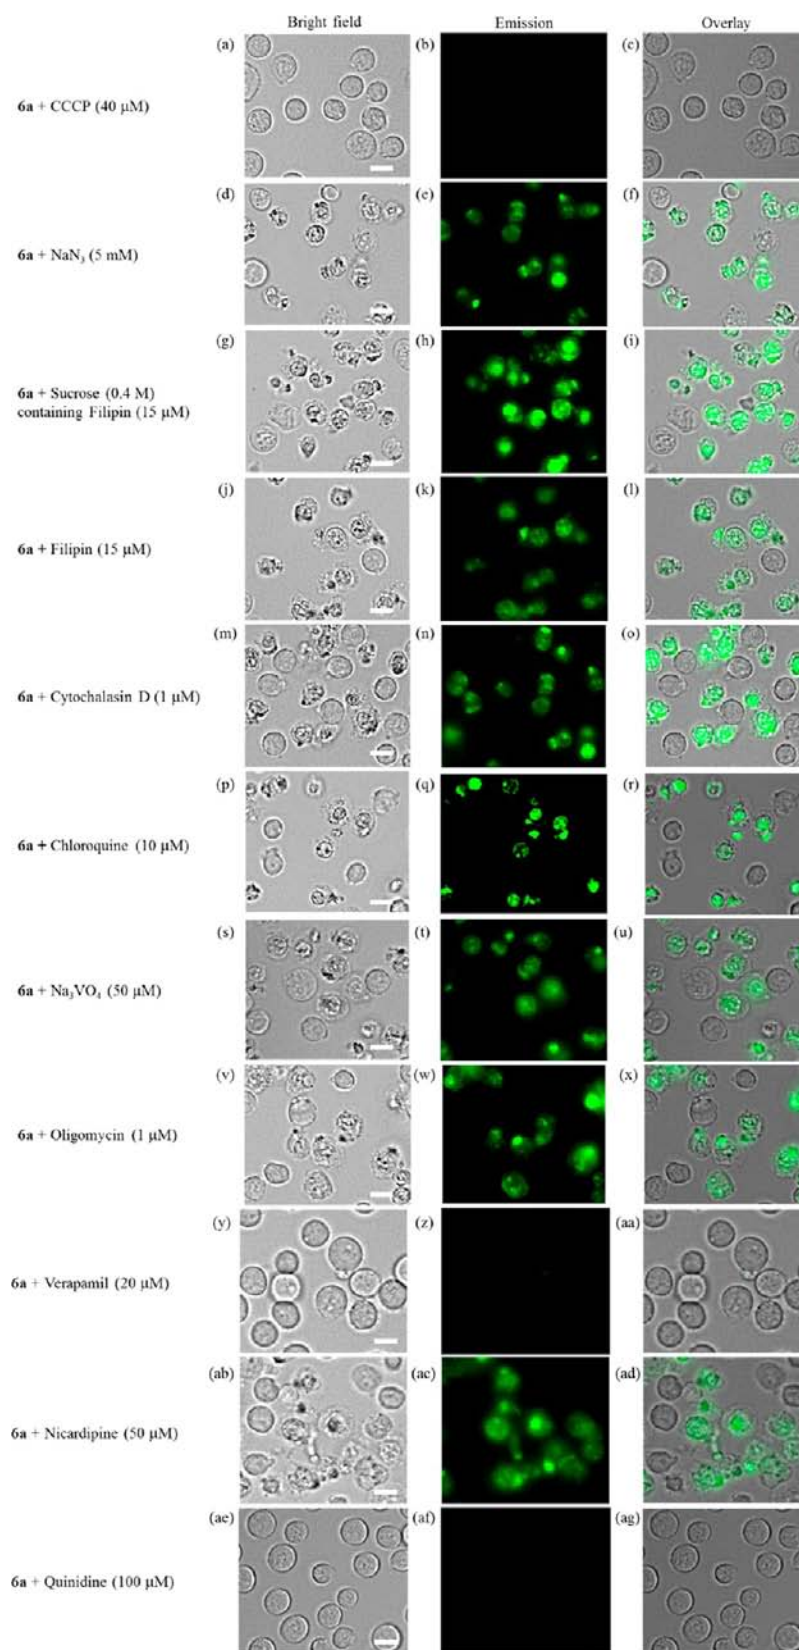 Bright field Emission Overlay
(a) (b) (c)
6a + CCCP (40 μM)
(d) (e) (f)
6a + NaN₃ (5 mM)
(g) (h) (i)
6a + Sucrose (0.4 M)
containing Filipin (15 μM)
(j) (k) (l)
6a + Filipin (15 μM)
(m) (n) (o)
6a + Cytochalasin D (1 μM)
(p) (q) (r)
6a + Chloroquine (10 μM)
(s) (t) (u)
6a + Na₃VO₄ (50 μM)
(v) (w) (x)
6a + Oligomycin (1 μM)
(y) (z) (aa)
6a + Verapamil (20 μM)
(ab) (ac) (ad)
6a + Nicardipine (50 μM)
(ae) (af) (ag)
6a + Quinidine (100 μM)